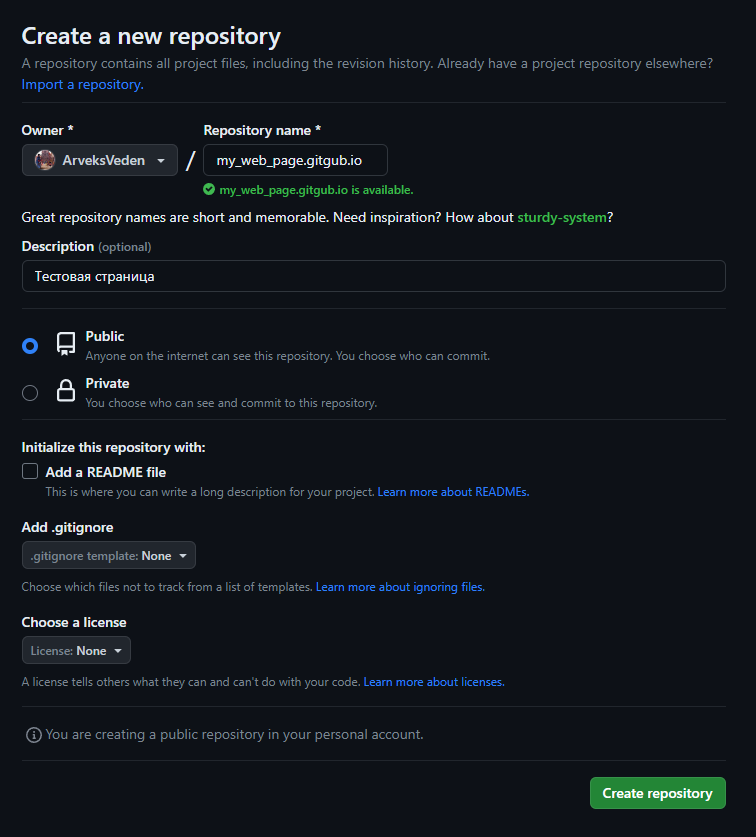 Create a new repository
A repository contains all project files, including the revision history. Already have a project repository elsewhere?
Import a repository.
Owner * Repository name *
ArveksVeden / my_web_page.gitgub.io
my_web_page.gitgub.io is available.
Great repository names are short and memorable. Need inspiration? How about sturdy-system?
Description (optional)
Тестовая страница
Public
Anyone on the internet can see this repository. You choose who can commit.
Private
You choose who can see and commit to this repository.
Initialize this repository with:
Add a README file
This is where you can write a long description for your project. Learn more about READMEs.
Add .gitignore
.gitignore template: None
Choose which files not to track from a list of templates. Learn more about ignoring files.
Choose a license
License: None
A license tells others what they can and can't do with your code. Learn more about licenses.
You are creating a public repository in your personal account.
Create repository